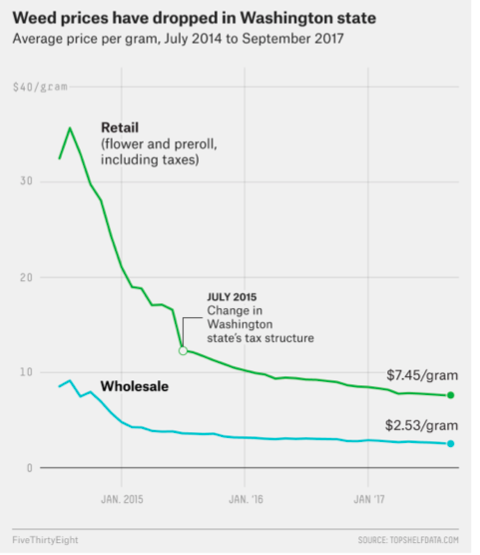 Weed prices have dropped in Washington state
Average price per gram, July 2014 to September 2017
$40/gram
Retail
(flower and preroll,
including taxes)
30
20
JULY 2015
Change in
Washington
state's tax structure
10
$7.45/gram
Wholesale
$2.53/gram
0
JAN. 2015
JAN. '16
JAN '17
FiveThirtyEight
SOURCE: TOPSHELFDATA.COM